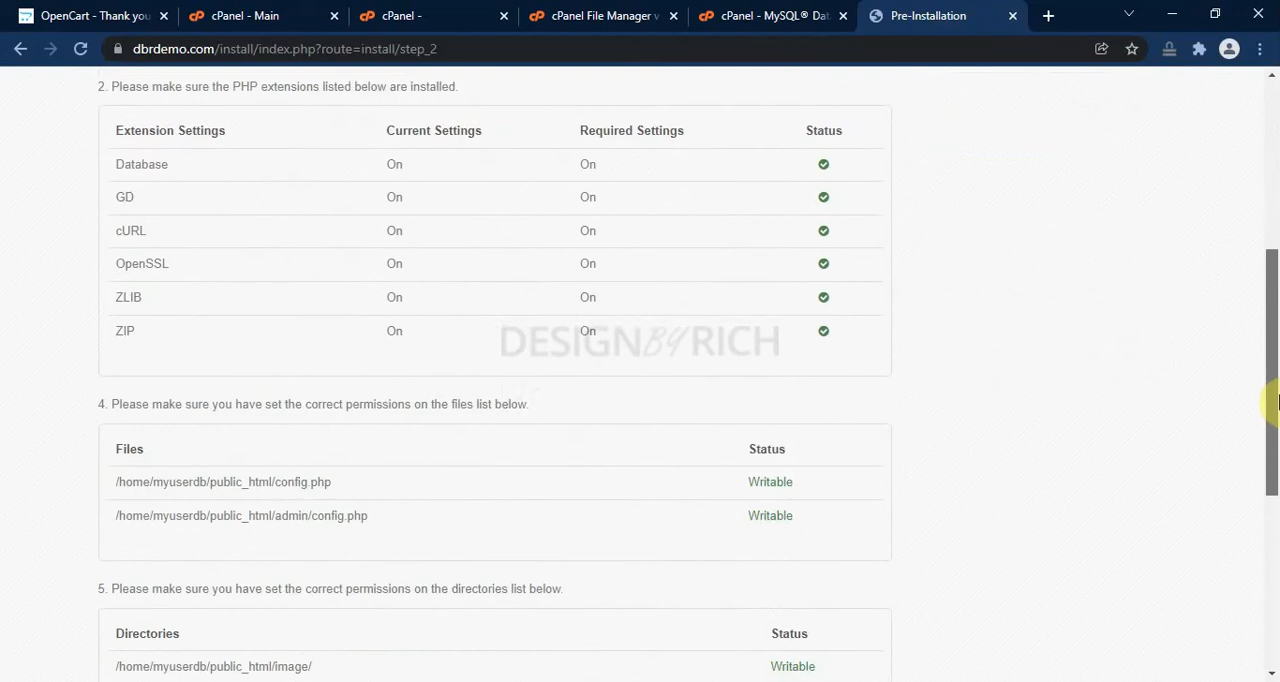 OpenCart - Thank you
cPanel - Main
cPanel -
cPanel File Manager v
cPanel - MySQL® Dat
Pre-Installation
dbrdemo.com/install/index.php?route=install/step_2
2. Please make sure the PHP extensions listed below are installed.
Extension Settings Current Settings Required Settings Status
Database On On
GD On On
cURL On On
OpenSSL On On
ZLIB On On
ZIP On On
DESIGN BY RICH
4. Please make sure you have set the correct permissions on the files list below.
Files Status
/home/myuserdb/public_html/config.php Writable
/home/myuserdb/public_html/admin/config.php Writable
5. Please make sure you have set the correct permissions on the directories list below.
Directories Status
/home/myuserdb/public_html/image/ Writable